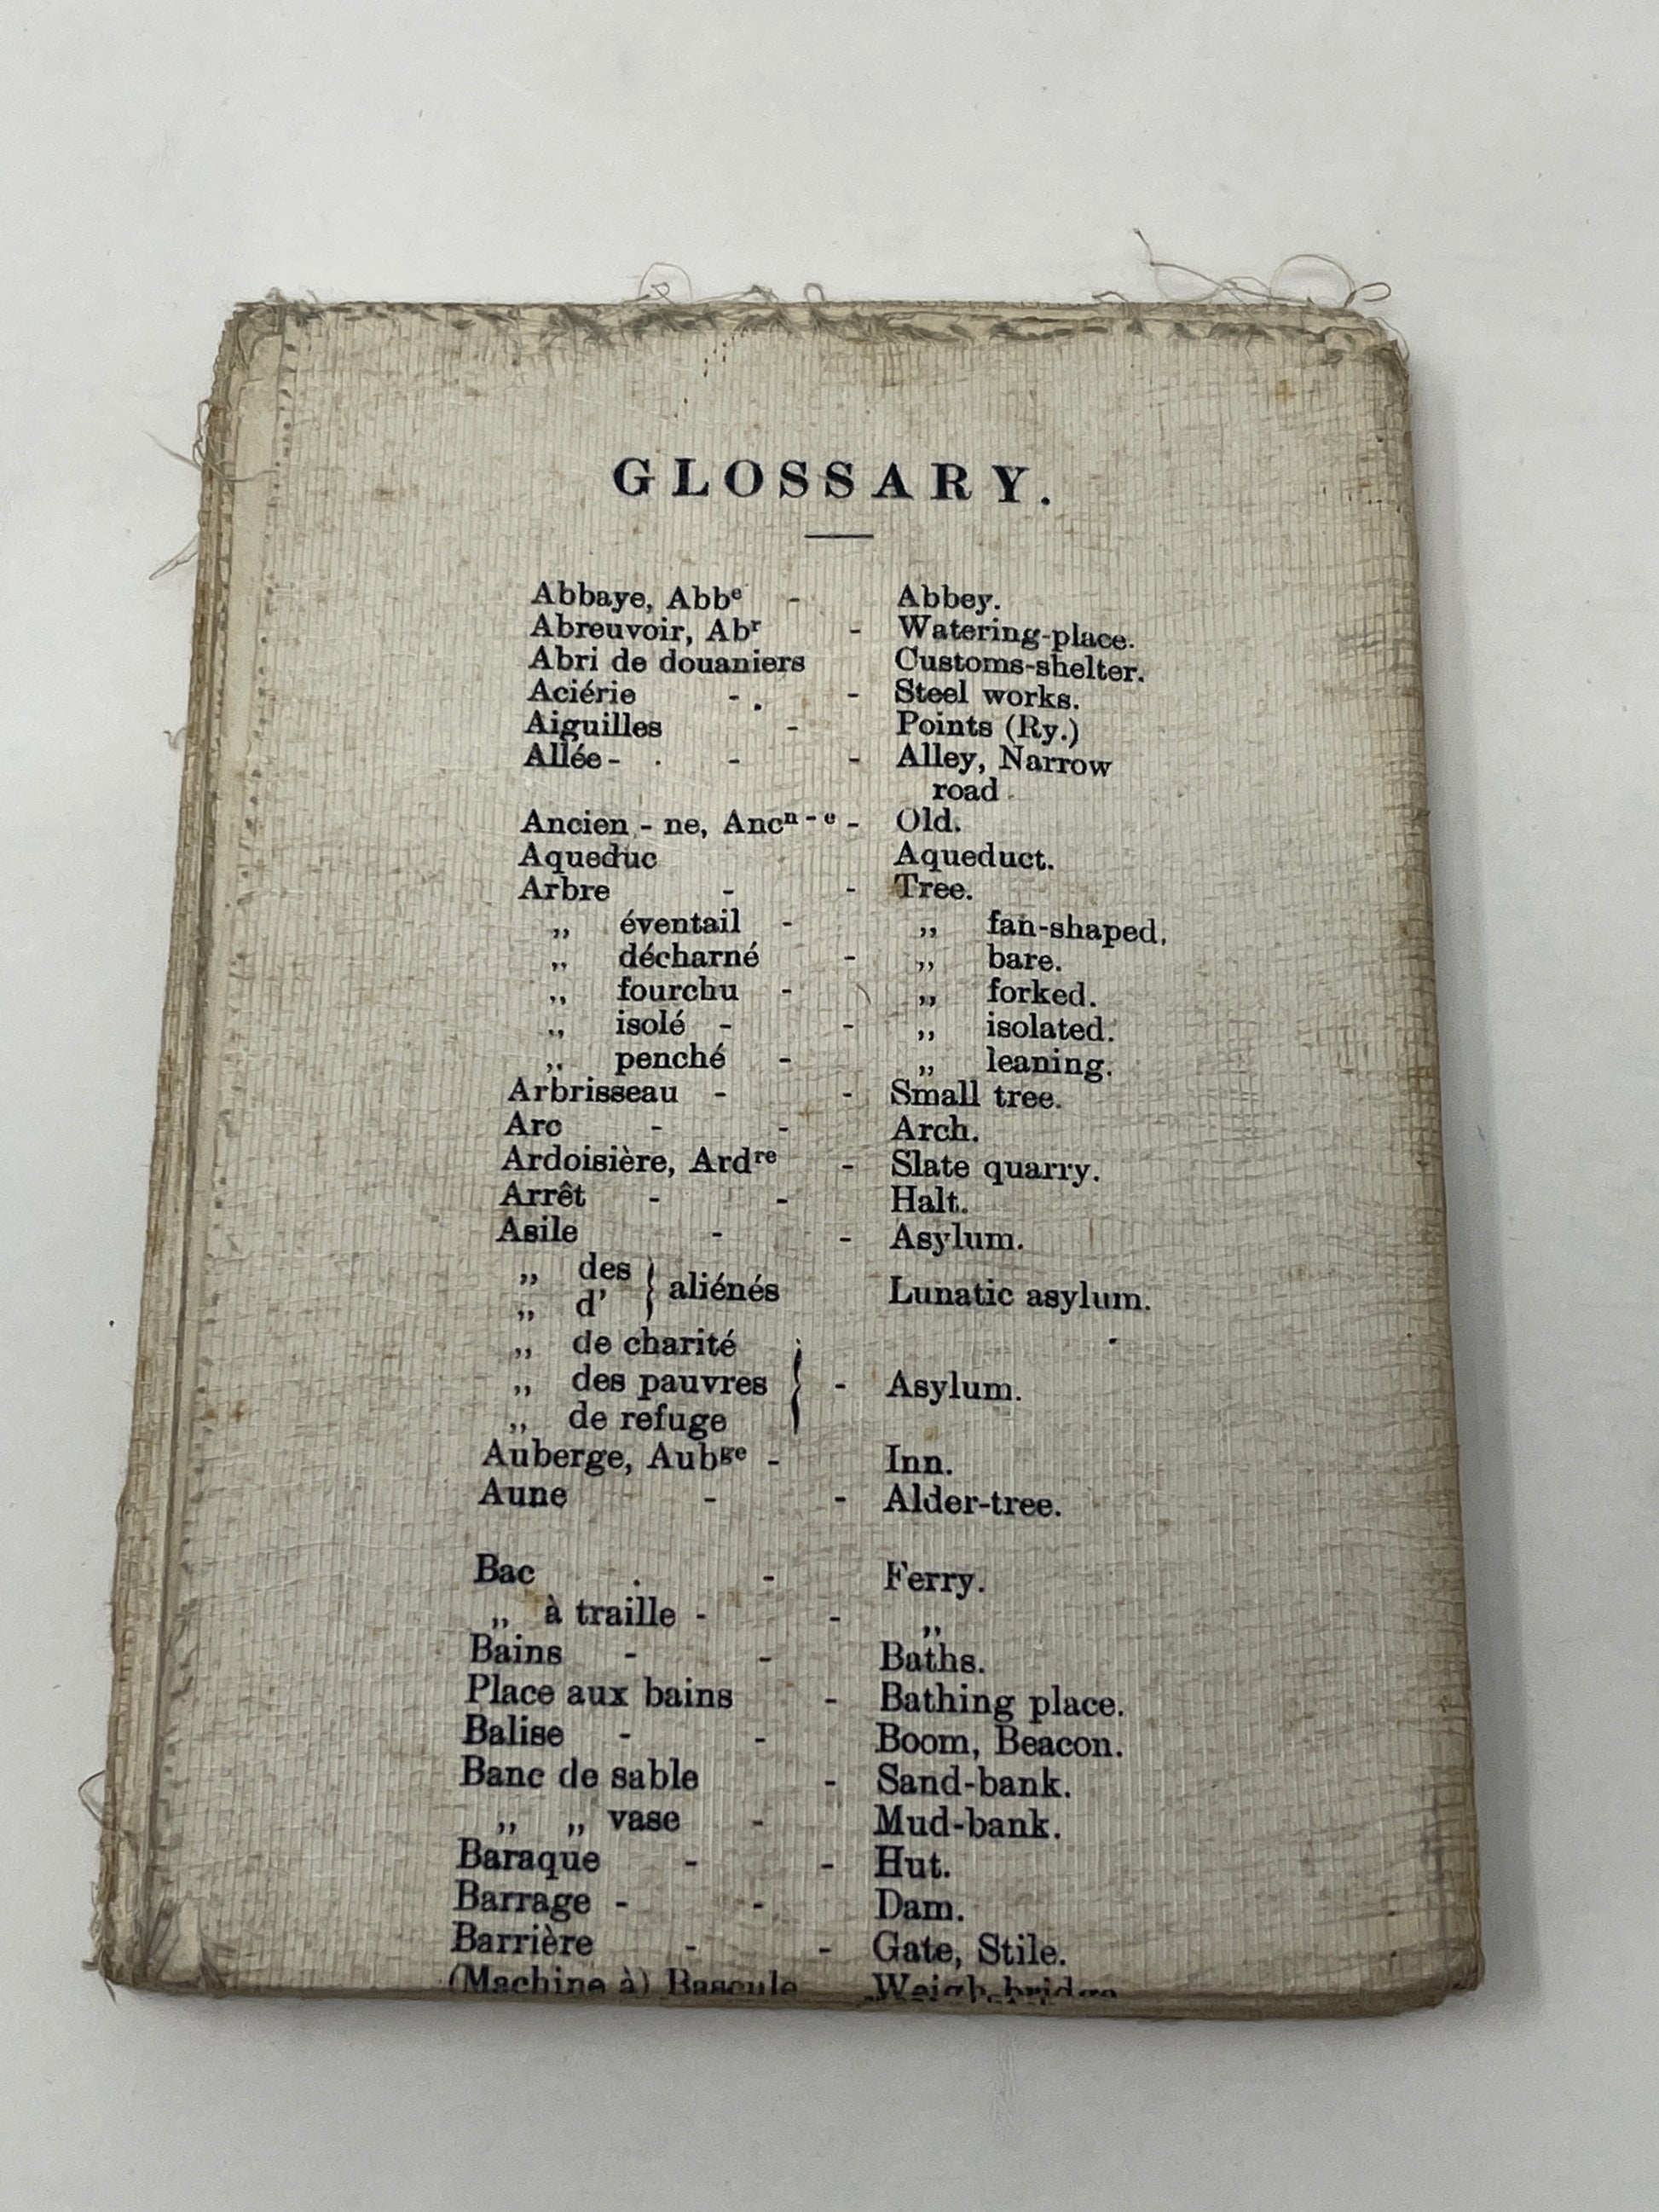 GLOSSARY.
Abbaye, Abbᵉ - Abbey.
Abreuvoir, Abʳ - Watering-place.
Abri de douaniers Customs-shelter.
Aciérie - - Steel works.
Aiguilles - Points (Ry.)
Allée - - - Alley, Narrow
road
Ancien - ne, Ancⁿ - ᵉ - Old.
Aqueduc Aqueduct.
Arbre - - Tree.
„ éventail - „ fan-shaped,
„ décharné - „ bare.
„ fourchu - „ forked.
„ isolé - - „ isolated.
„ penché - „ leaning.
Arbrisseau - - Small tree.
Arc - - Arch.
Ardoisière, Ardʳᵉ - Slate quarry.
Arrêt - - Halt.
Asile - - Asylum.
„ des } aliénés Lunatic asylum.
„ d'
„ de charité
„ des pauvres } - Asylum.
„ de refuge
Auberge, Aubᵍᵉ - Inn.
Aune - - Alder-tree.
Bac - Ferry.
„ à traille - - „
Bains - - Baths.
Place aux bains - Bathing place.
Balise - - Boom, Beacon.
Banc de sable - Sand-bank.
„ „ vase - Mud-bank.
Baraque - - Hut.
Barrage - - Dam.
Barrière - - Gate, Stile.
(Machine à) Bascule Weigh-bridge